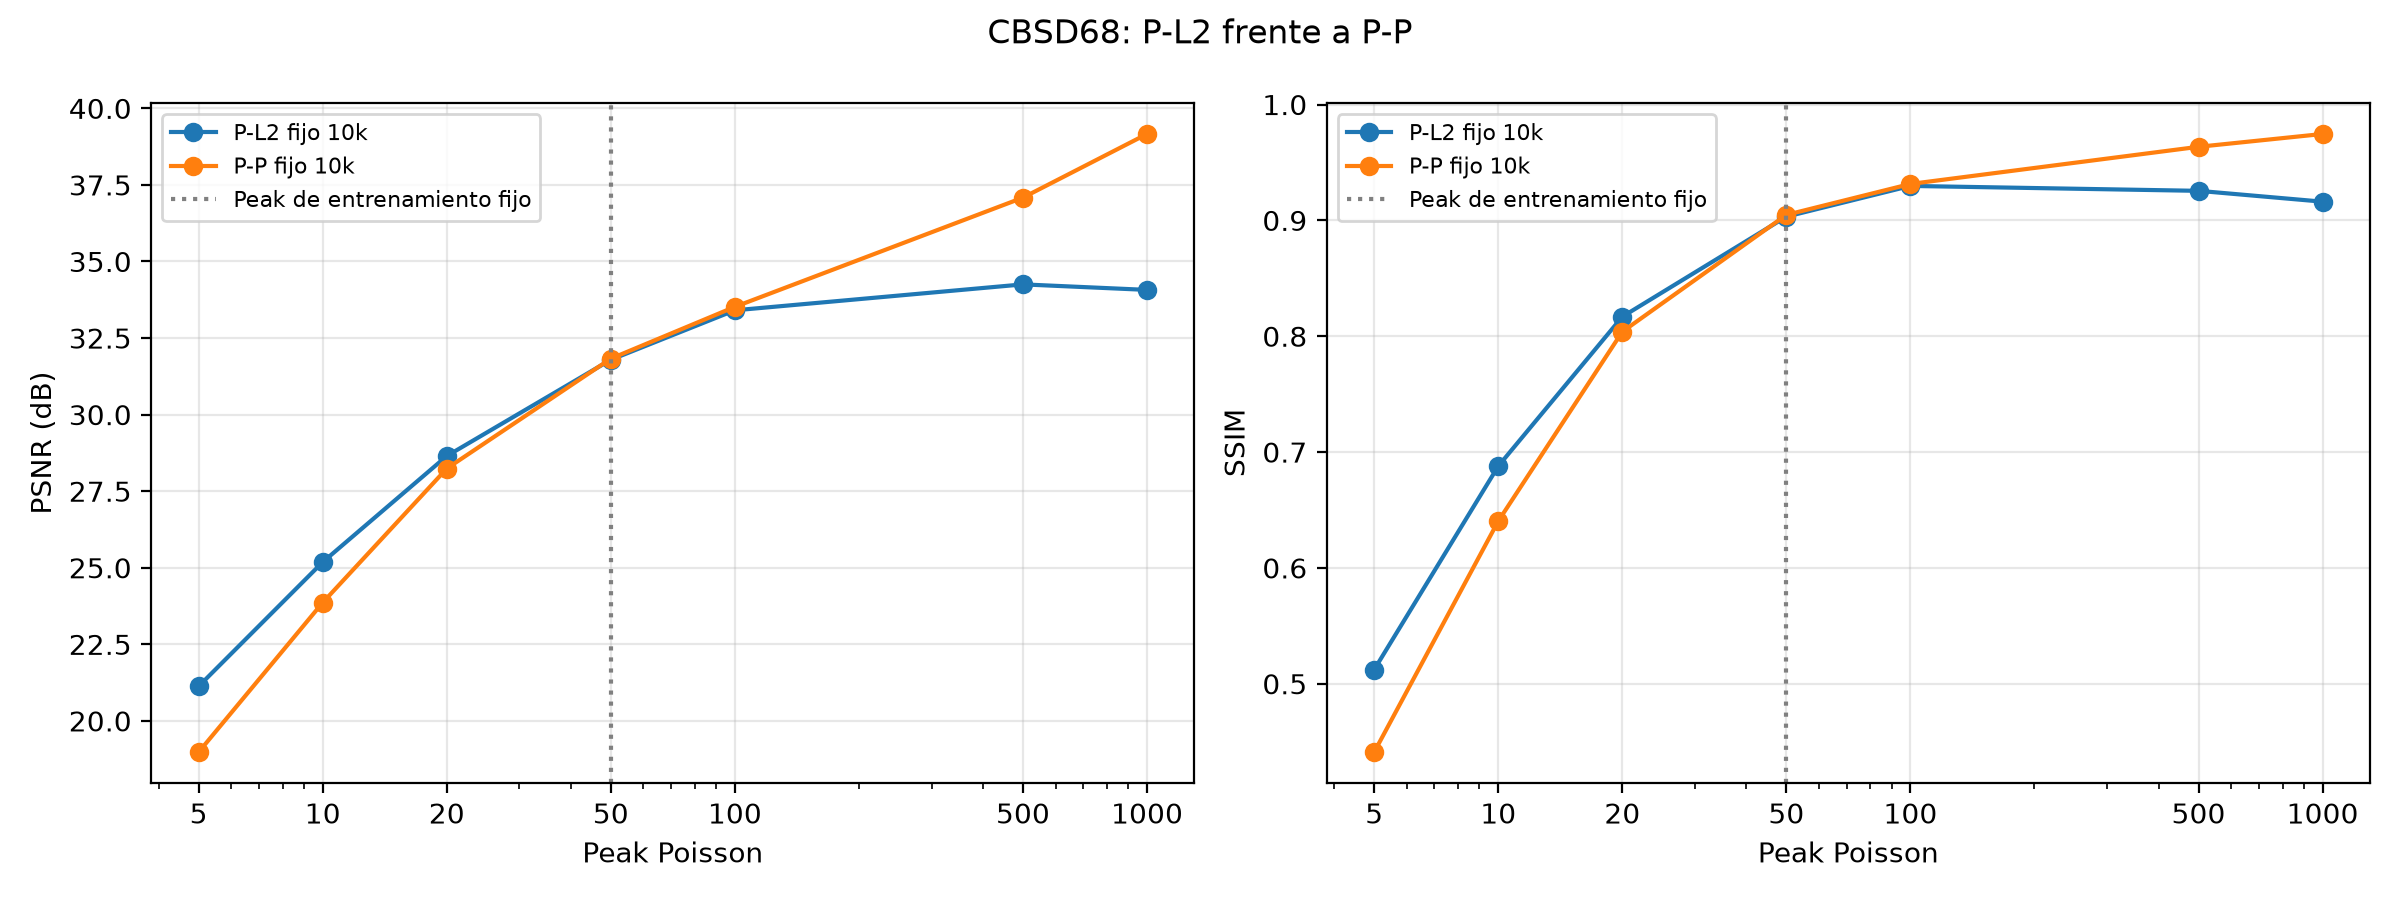 CBSD68: P-L2 frente a P-P
P-L2 fijo 10k
P-P fijo 10k
Peak de entrenamiento fijo
40.0
37.5
35.0
32.5
30.0
27.5
25.0
22.5
20.0
PSNR (dB)
5 10 20 50 100 500 1000
Peak Poisson
P-L2 fijo 10k
P-P fijo 10k
Peak de entrenamiento fijo
1.0
0.9
0.8
0.7
0.6
0.5
SSIM
5 10 20 50 100 500 1000
Peak Poisson